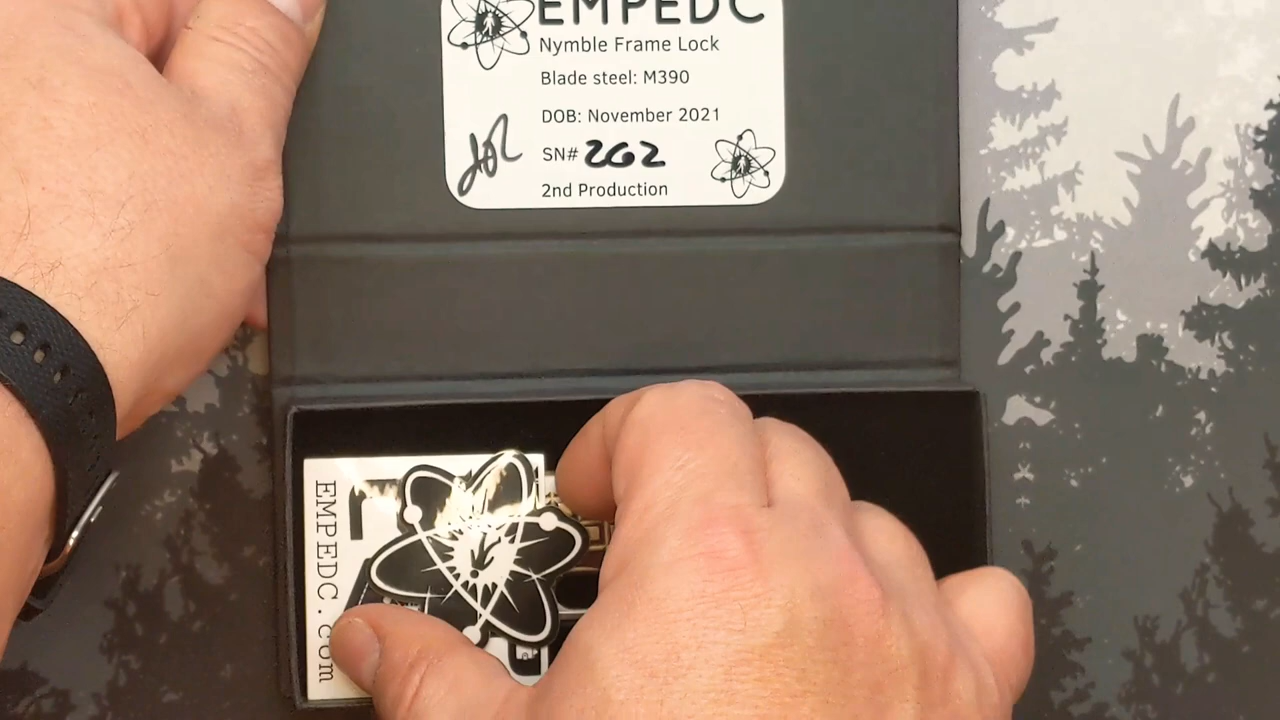 EMPEDC
Nymble Frame Lock
Blade steel: M390
DOB: November 2021
SN# 262
2nd Production
EMPEDC.com